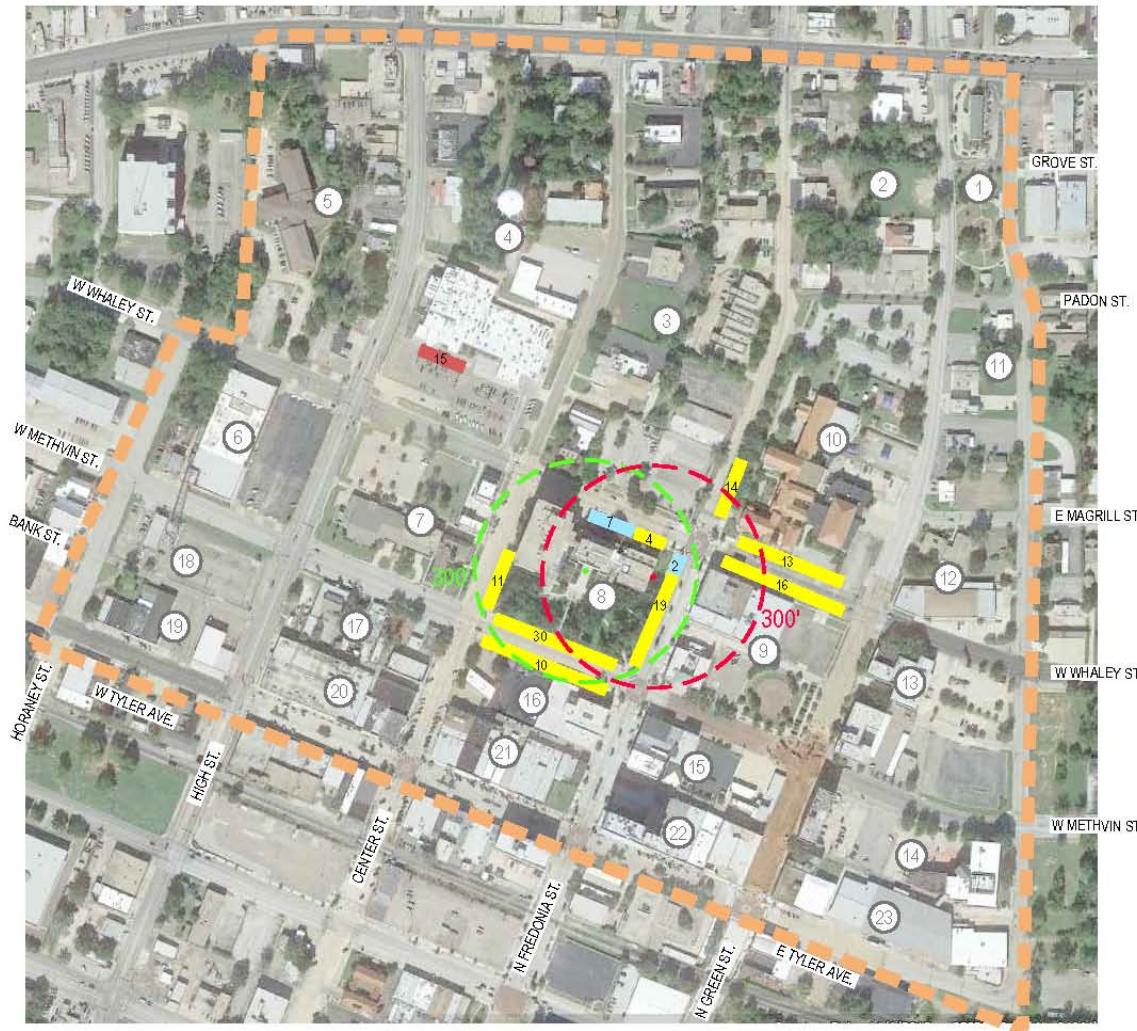 GROVE ST.
1
2
5
4
PADON ST.
W WHALEY ST.
3
15
11
6
10
W METHVIN ST.
14
7
E MAGRILL ST
BANK ST.
7
4
13
18
300'
11
2
16
12
8
19
19
17
30
300'
9
10
W WHALEY ST
13
HORANEY ST.
W TYLER AVE.
20
16
HIGH ST.
21
15
CENTER ST.
22
W METHVIN ST
14
N FREDONIA ST.
23
N GREEN ST.
E TYLER AVE.